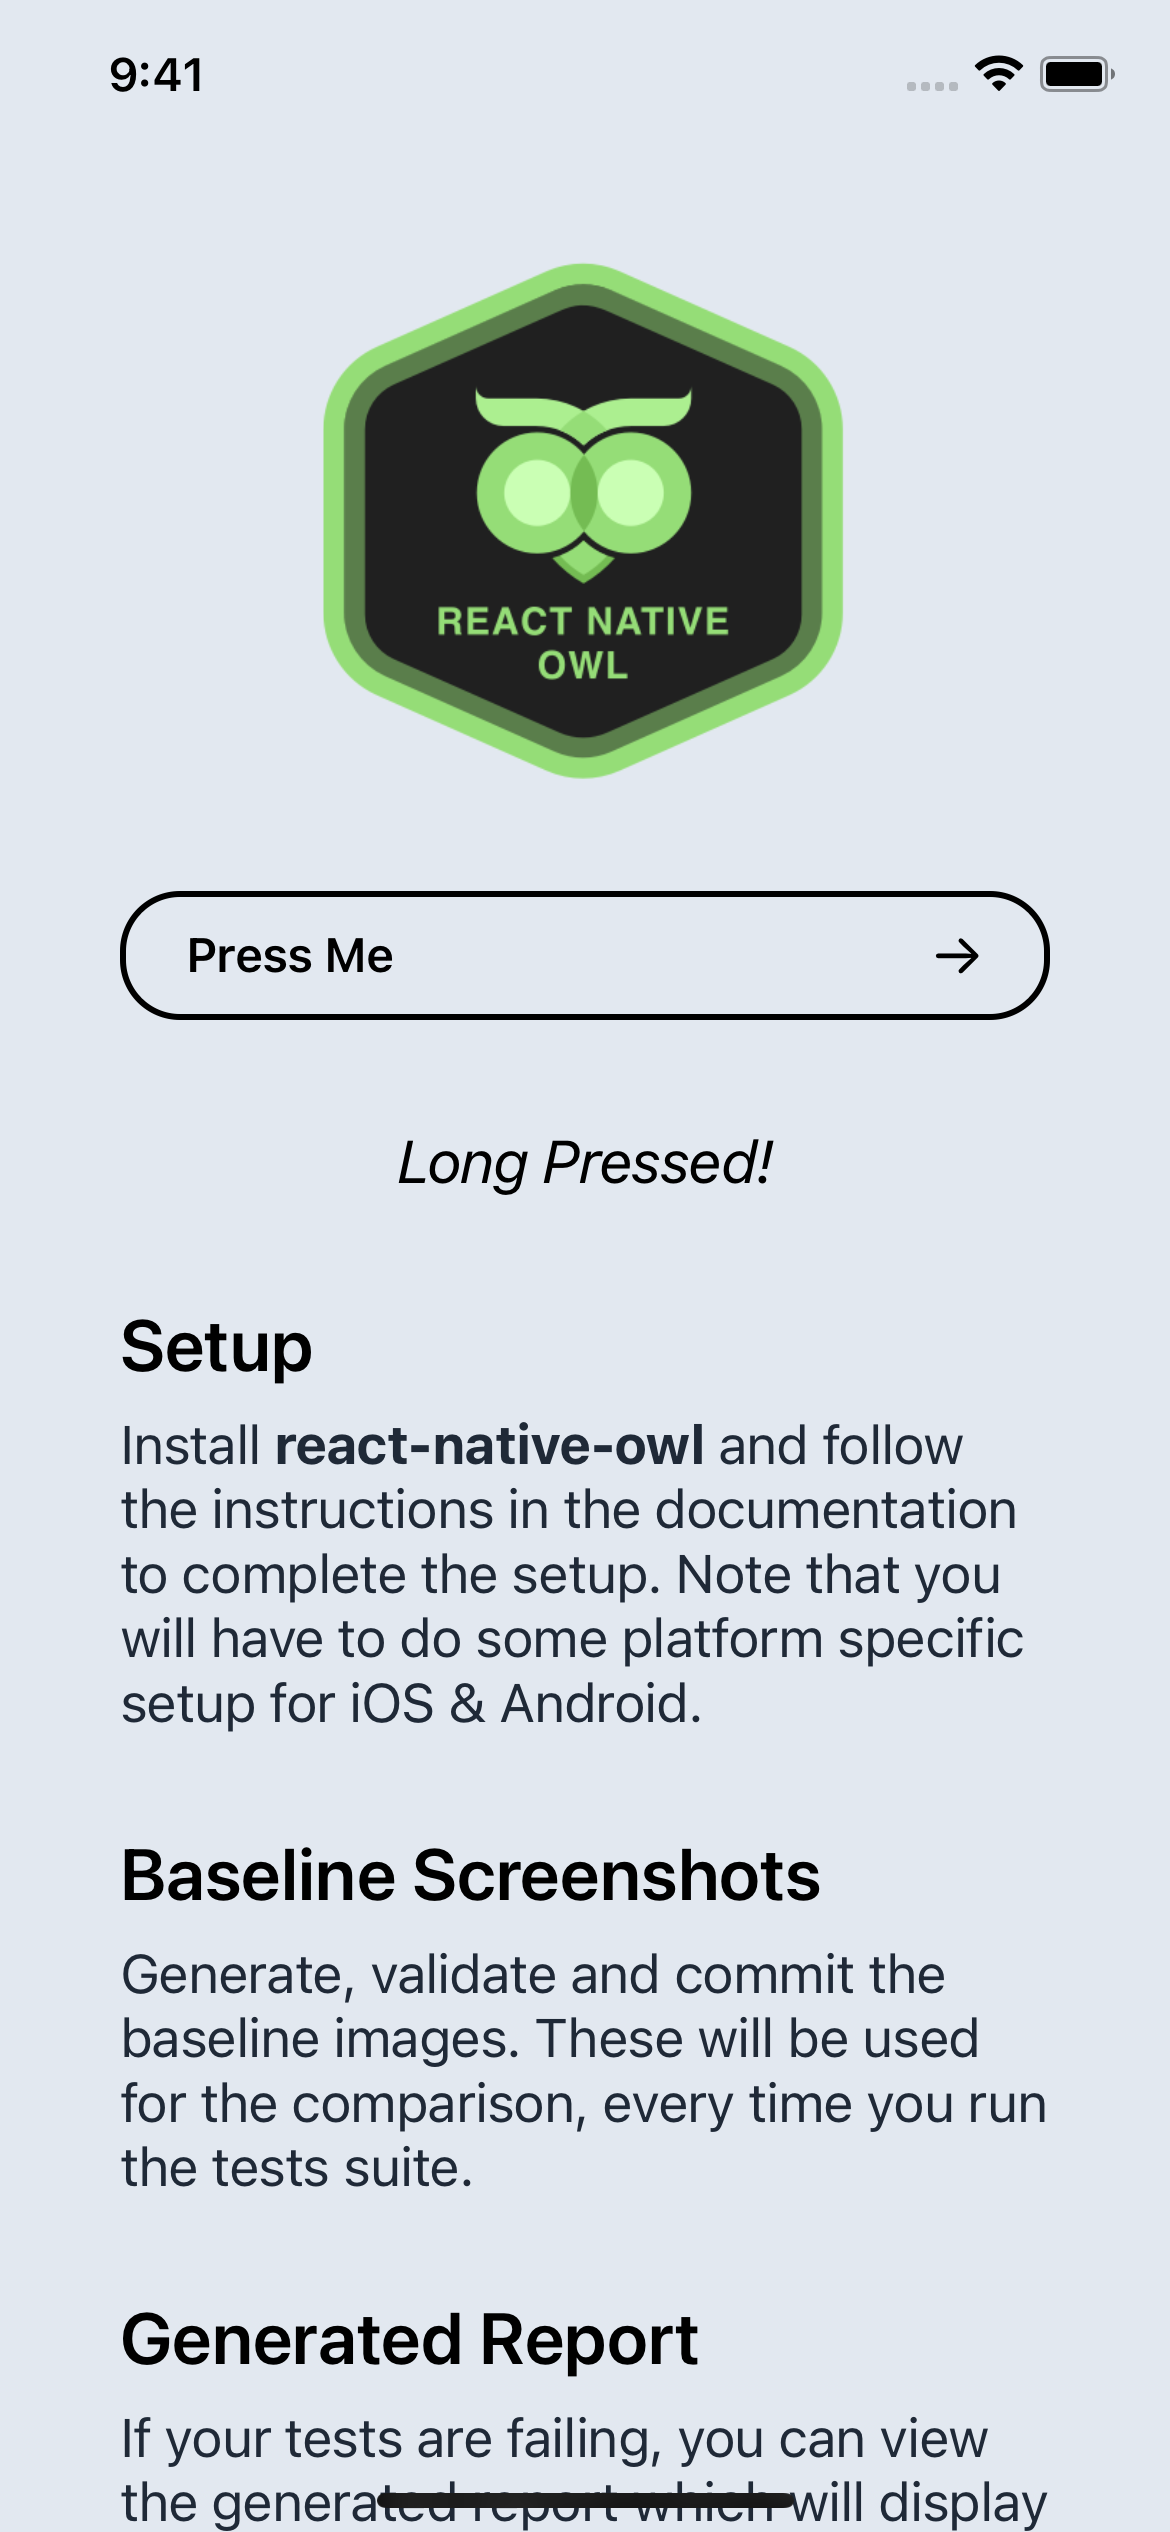 9:41
REACT NATIVE
OWL
Press Me
Long Pressed!
Setup
Install react-native-owl and follow
the instructions in the documentation
to complete the setup. Note that you
will have to do some platform specific
setup for iOS & Android.
Baseline Screenshots
Generate, validate and commit the
baseline images. These will be used
for the comparison, every time you run
the tests suite.
Generated Report
If your tests are failing, you can view
the generated report which will display